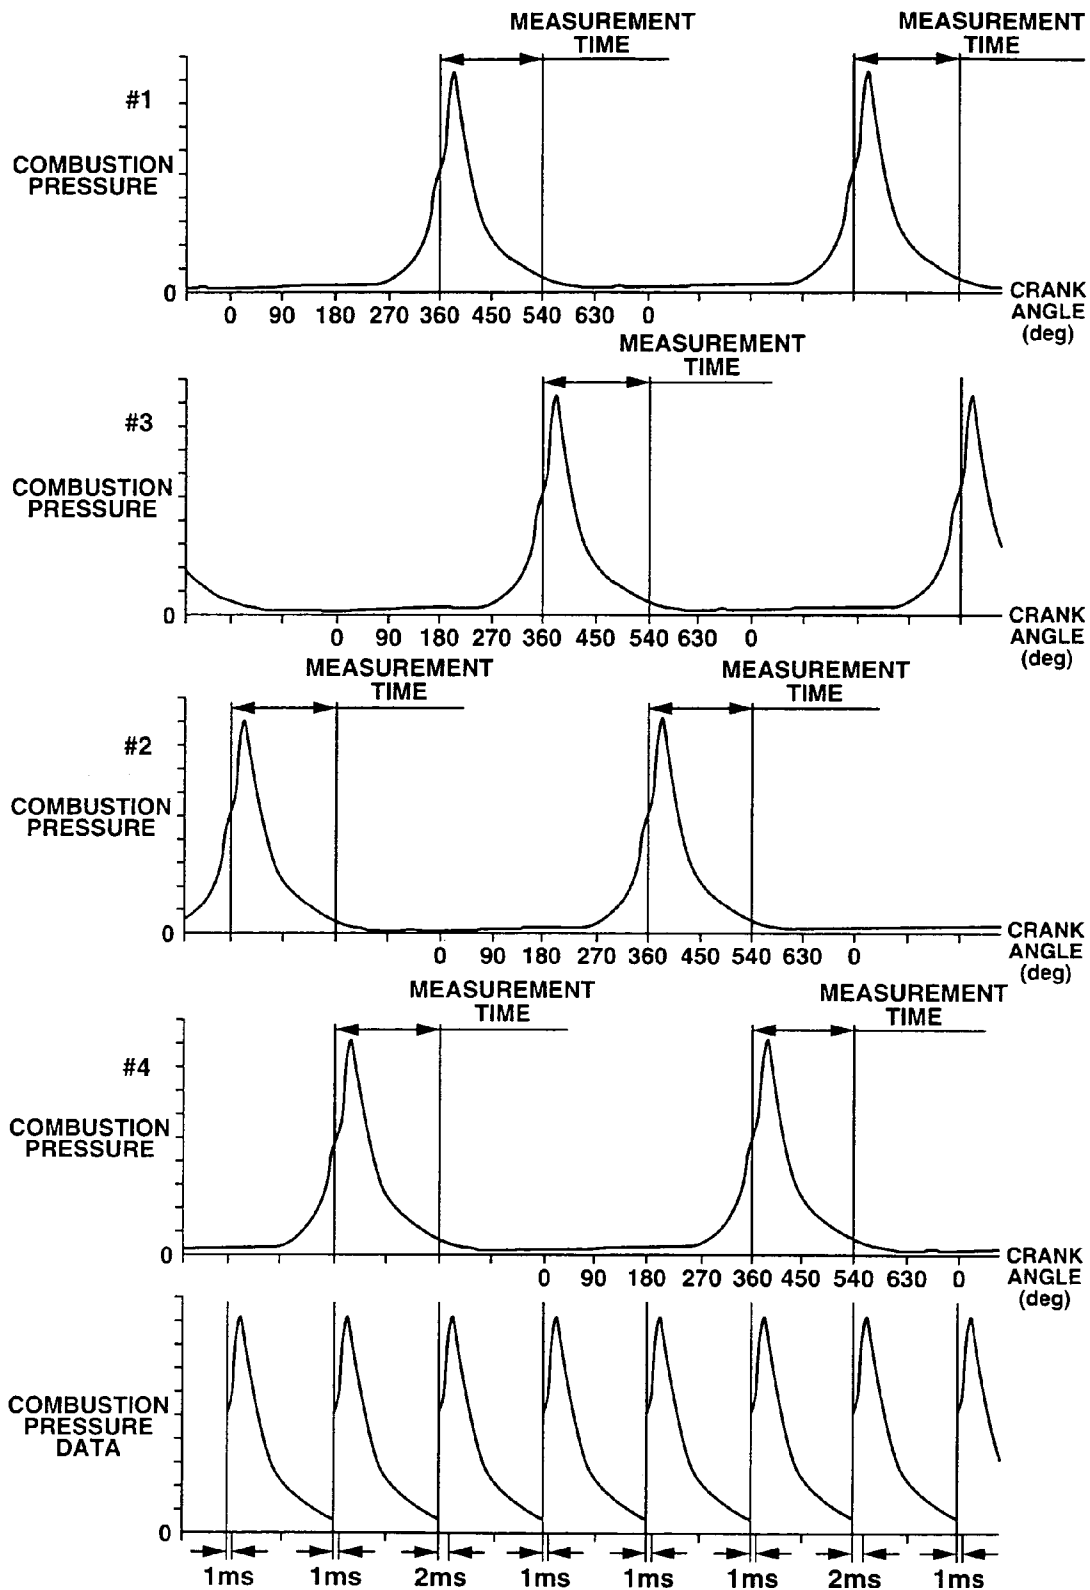 MEASUREMENT
TIME
MEASUREMENT
TIME
#1
COMBUSTION
PRESSURE
0
0 90 180 270 360 450 540 630 0
CRANK
ANGLE
(deg)
MEASUREMENT
TIME
#3
COMBUSTION
PRESSURE
0
0 90 180 270 360 450 540 630 0
CRANK
ANGLE
(deg)
MEASUREMENT
TIME
MEASUREMENT
TIME
#2
COMBUSTION
PRESSURE
0
0 90 180 270 360 450 540 630 0
CRANK
ANGLE
(deg)
MEASUREMENT
TIME
MEASUREMENT
TIME
#4
COMBUSTION
PRESSURE
0
0 90 180 270 360 450 540 630 0
CRANK
ANGLE
(deg)
COMBUSTION
PRESSURE
DATA
0
1ms 1ms 2ms 1ms 1ms 1ms 2ms 1ms